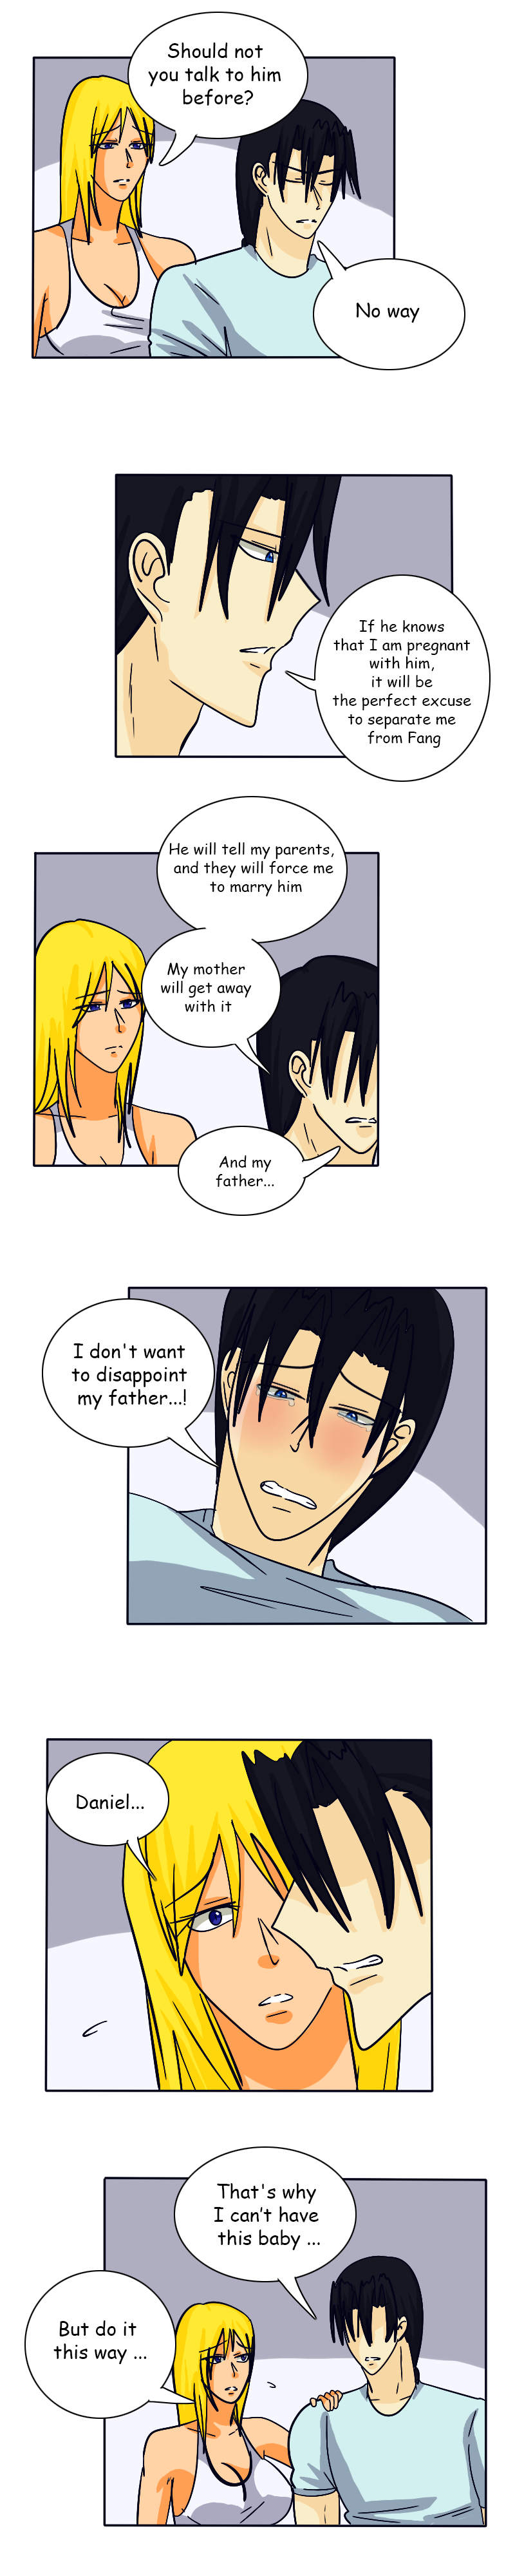 Should not
you talk to him
before?
No way
If he knows
that I am pregnant
with him,
it will be
the perfect excuse
to separate me
from Fang
He will tell my parents,
and they will force me
to marry him
My mother
will get away
with it
And my
father...
I don't want
to disappoint
my father...!
Daniel...
That's why
I can't have
this baby ...
But do it
this way ...